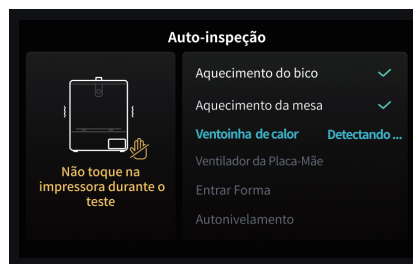 Auto-inspeção
Aquecimento do bico
Aquecimento da mesa
Ventoinha de calor Detectando ...
Ventilador da Placa-Mãe
Entrar Forma
Autonivelamento
Não toque na
impressora durante o
teste